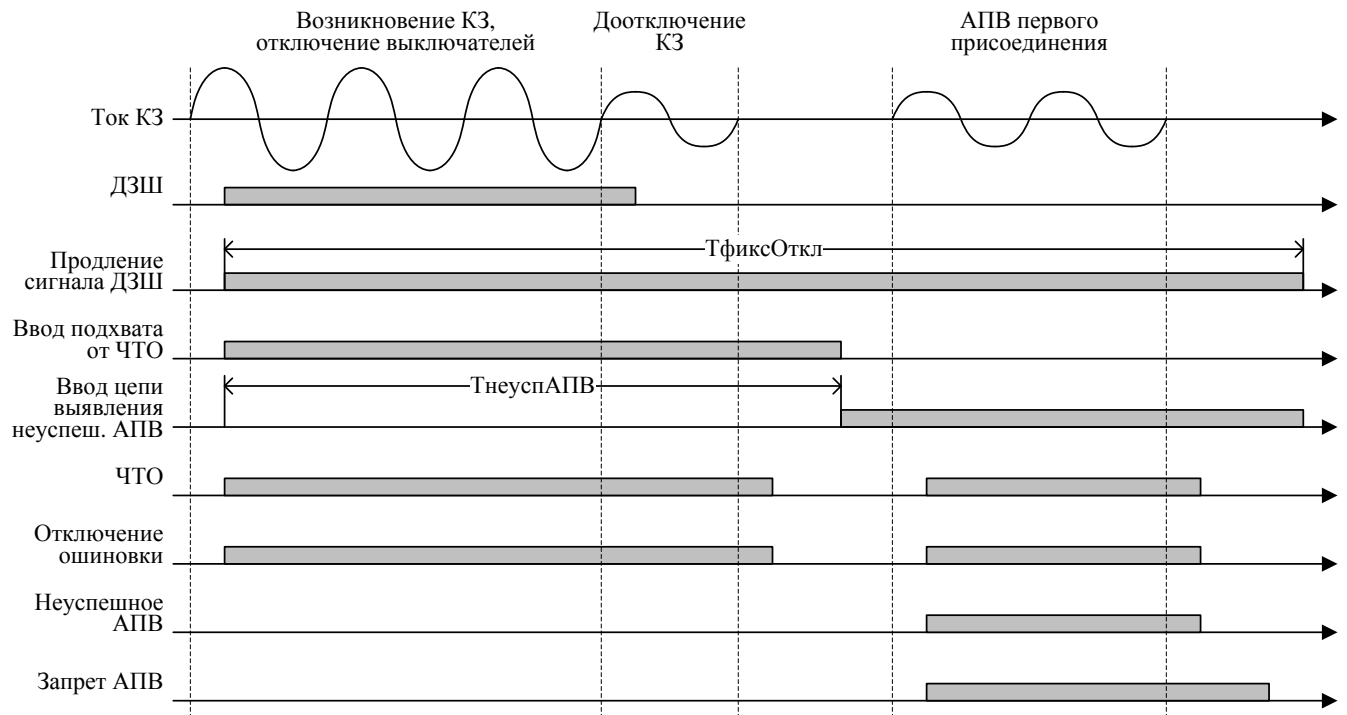 Возникновение КЗ,
отключение выключателей
Доотключение
КЗ
АПВ первого
присоединения
Ток КЗ
ДЗШ
Продление
сигнала ДЗШ
ТфиксОткл
Ввод подхвата
от ЧТО
Ввод цепи
выявления
неуспеш. АПВ
ТнеуспАПВ
ЧТО
Отключение
ошиновки
Неуспешное
АПВ
Запрет АПВ